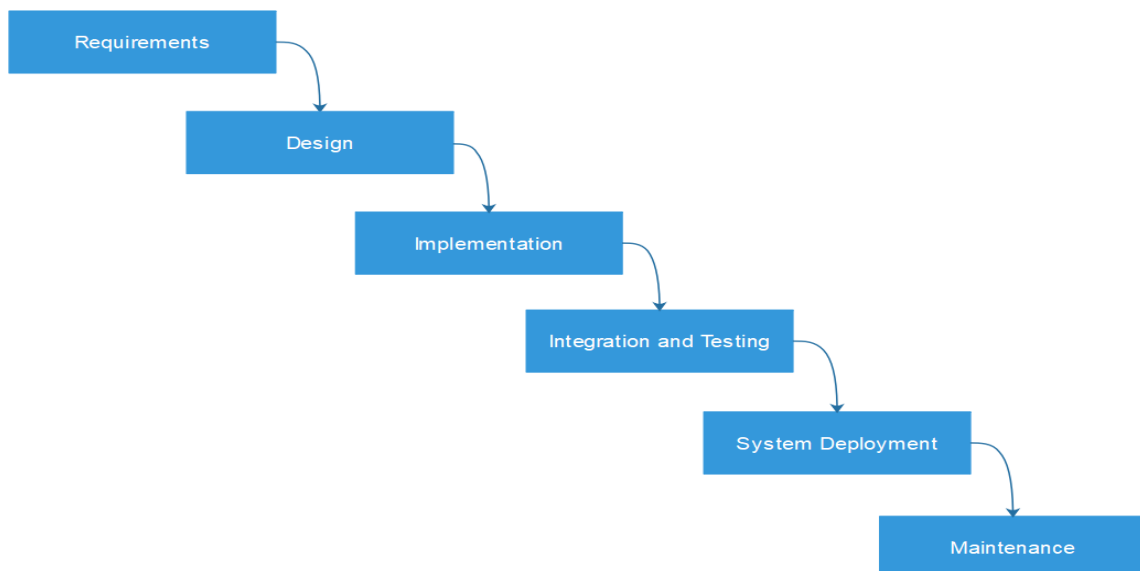 Requirements
Design
Implementation
Integration and Testing
System Deployment
Maintenance